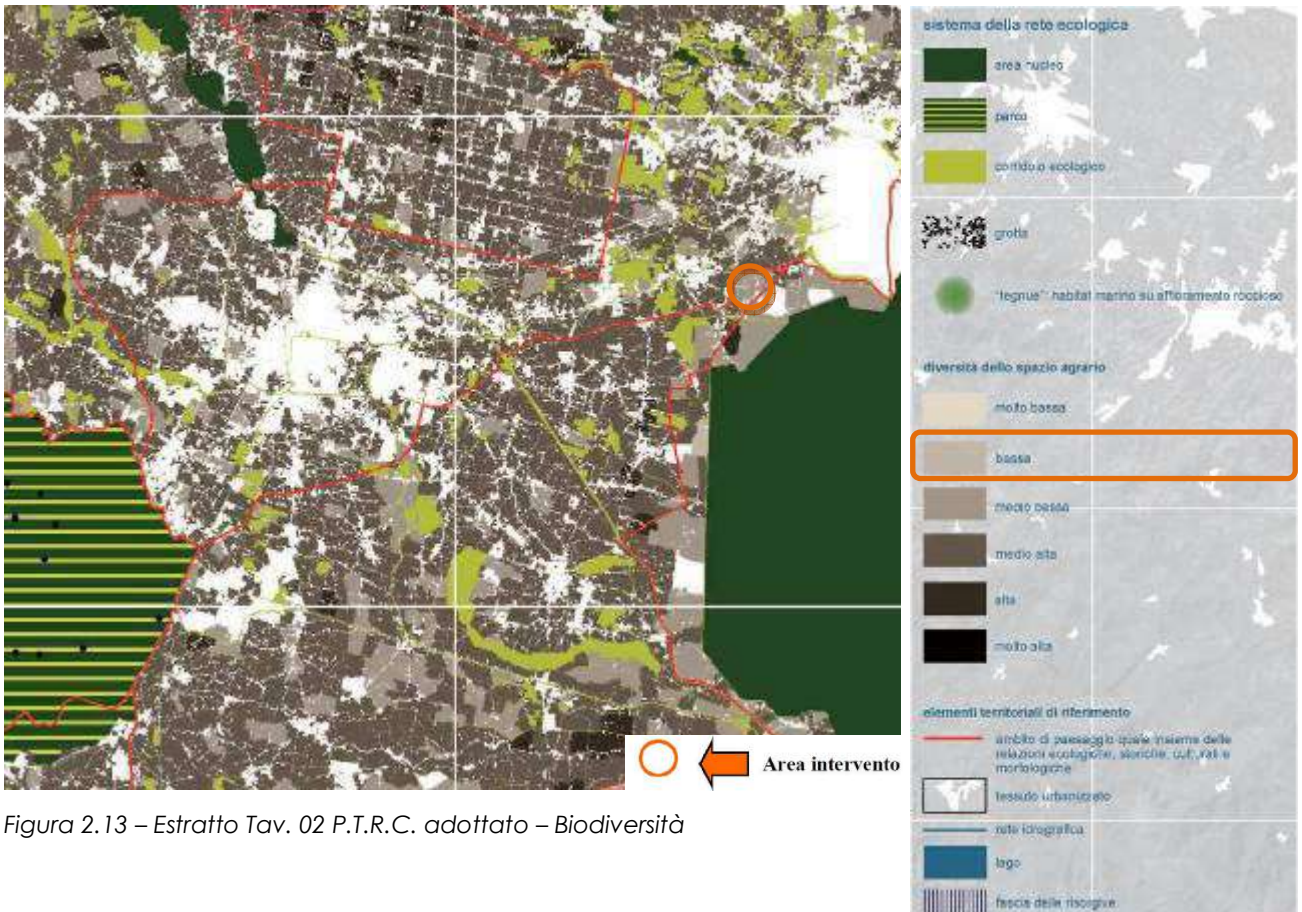 sistema della rete ecologica
area nucleo
parco
corridoio ecologico
grotta
"tegnue": habitat marino su affioramento roccioso
diversità dello spazio agrario
molto bassa
bassa
medio bassa
medio alta
alta
molto alta
elementi territoriali di riferimento
ambito di paesaggio quale insieme delle
relazioni ecologiche, storiche, culturali e
morfologiche
tessuto urbanizzato
rete idrografica
lago
fascia delle risorgive
Area intervento
Figura 2.13 – Estratto Tav. 02 P.T.R.C. adottato – Biodiversità